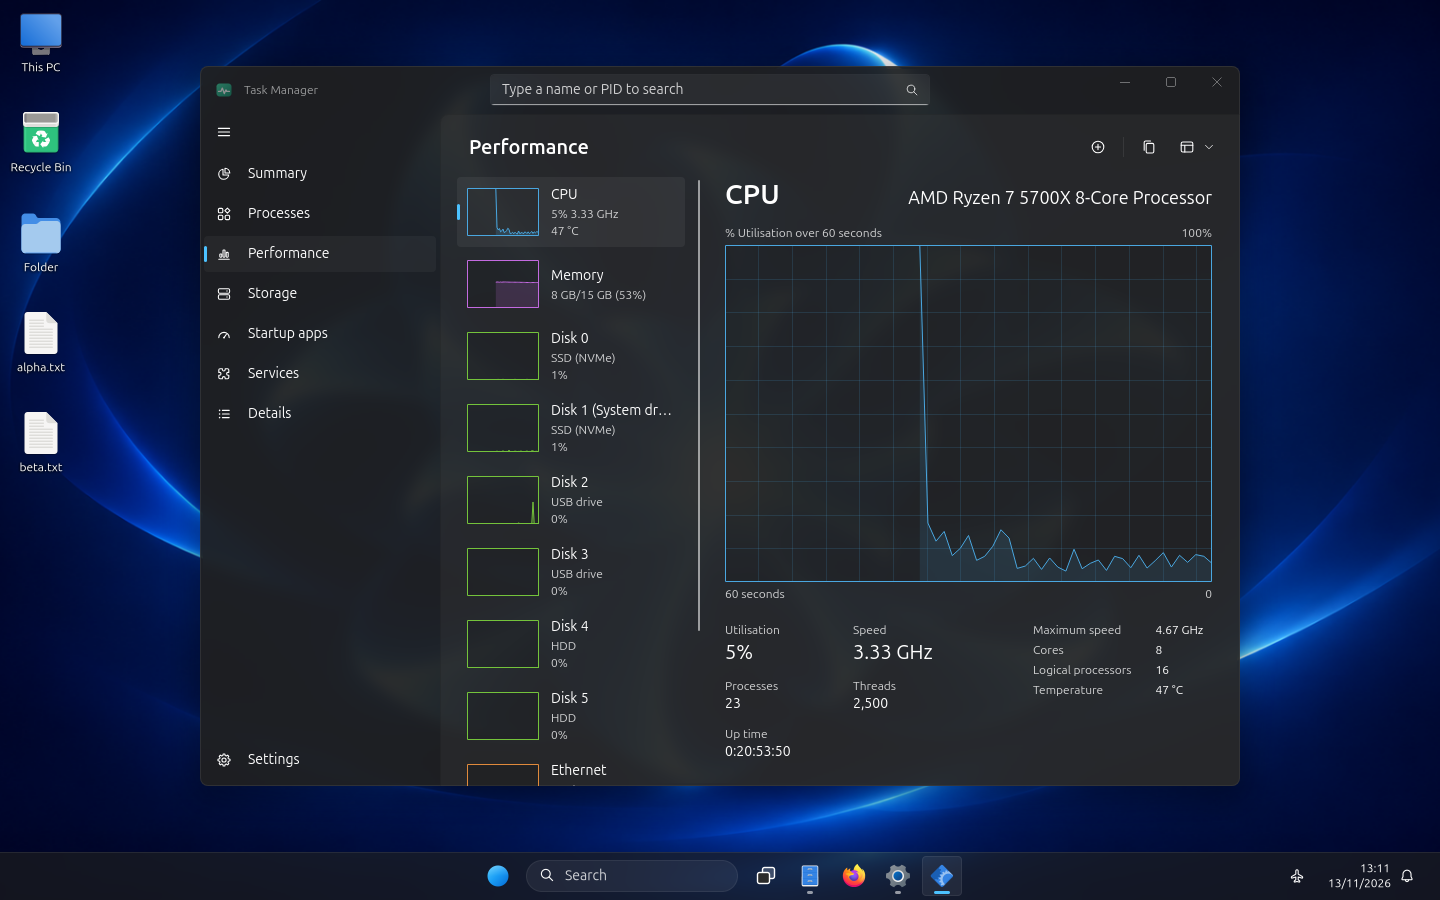 This PC
Recycle Bin
Folder
alpha.txt
beta.txt
Task Manager
Type a name or PID to search
Summary
Processes
Performance
Storage
Startup apps
Services
Details
Settings
Performance
CPU
5% 3.33 GHz
47 °C
Memory
8 GB/15 GB (53%)
Disk 0
SSD (NVMe)
1%
Disk 1 (System dr...
SSD (NVMe)
1%
Disk 2
USB drive
0%
Disk 3
USB drive
0%
Disk 4
HDD
0%
Disk 5
HDD
0%
Ethernet
CPU
AMD Ryzen 7 5700X 8-Core Processor
% Utilisation over 60 seconds
100%
60 seconds
0
Utilisation
5%
Speed
3.33 GHz
Processes
23
Threads
2,500
Up time
0:20:53:50
Maximum speed 4.67 GHz
Cores 8
Logical processors 16
Temperature 47 °C
Search
13:11
13/11/2026